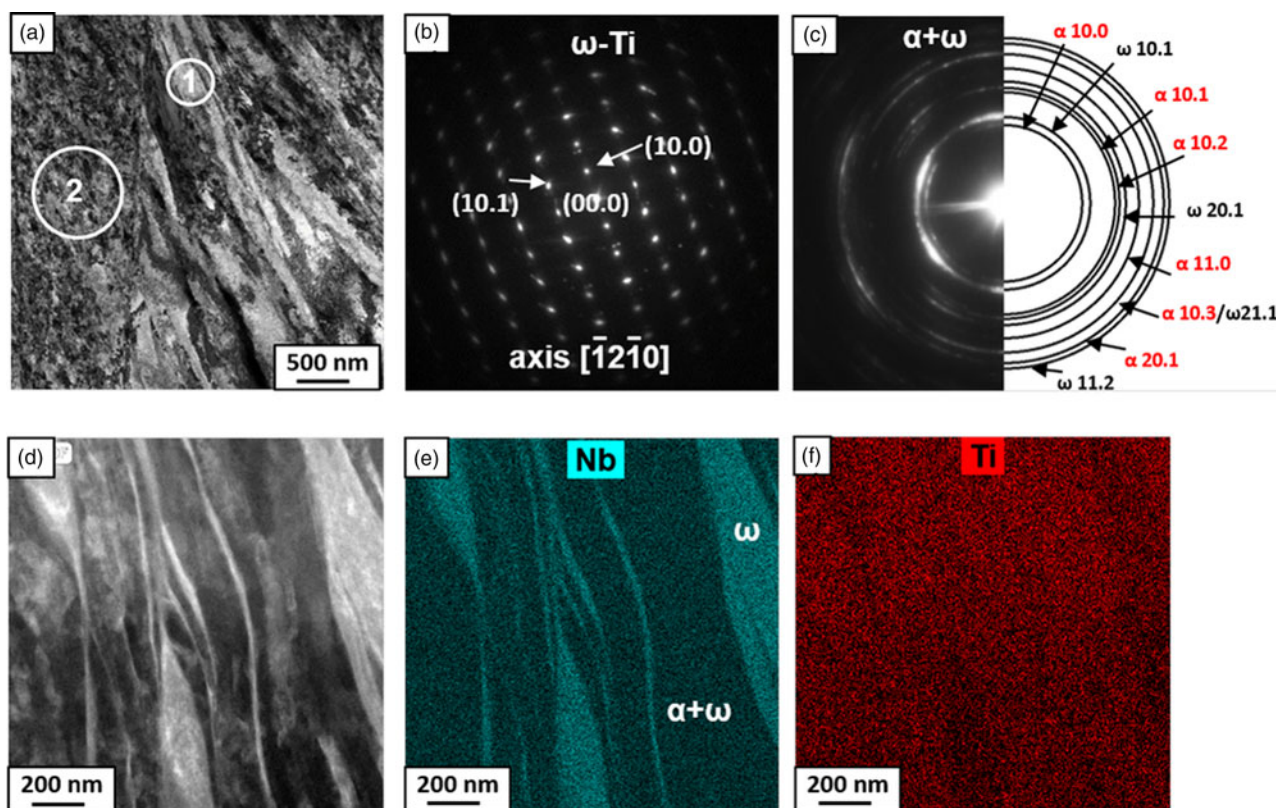 (a)
1
2
500 nm
(b)
ω-Ti
(10.0)
(10.1)
(00.0)
axis [1̄21̄0]
(c)
α+ω
α 10.0
ω 10.1
α 10.1
α 10.2
ω 20.1
α 11.0
α 10.3/ω21.1
α 20.1
ω 11.2
(d)
200 nm
(e)
Nb
ω
α+ω
200 nm
(f)
Ti
200 nm